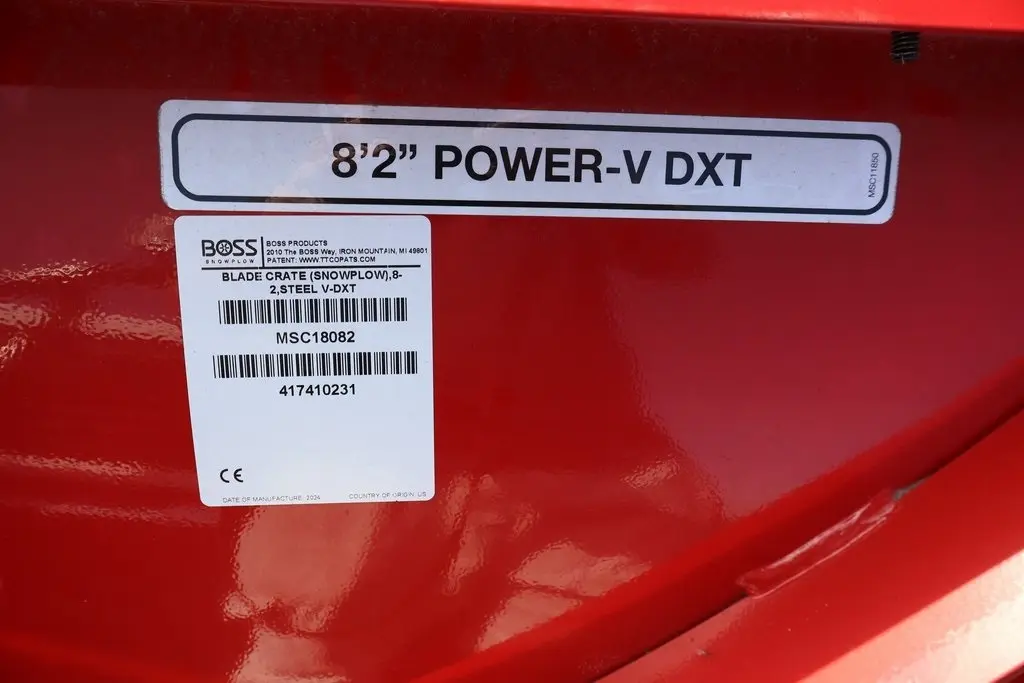 8'2" POWER-V DXT
MSC11850
BOSS
SNOWPLOW
BOSS PRODUCTS
2010 The BOSS Way, IRON MOUNTAIN, MI 49801
PATENT: WWW.TTCOPATS.COM
BLADE CRATE (SNOWPLOW),8-
2,STEEL V-DXT
MSC18082
417410231
CE
DATE OF MANUFACTURE: 2024
COUNTRY OF ORIGIN: US